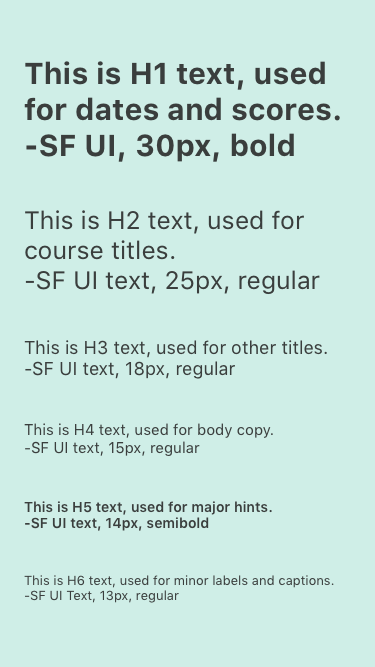 This is H1 text, used
for dates and scores.
-SF UI, 30px, bold
This is H2 text, used for
course titles.
-SF UI text, 25px, regular
This is H3 text, used for other titles.
-SF UI text, 18px, regular
This is H4 text, used for body copy.
-SF UI text, 15px, regular
This is H5 text, used for major hints.
-SF UI text, 14px, semibold
This is H6 text, used for minor labels and captions.
-SF UI Text, 13px, regular